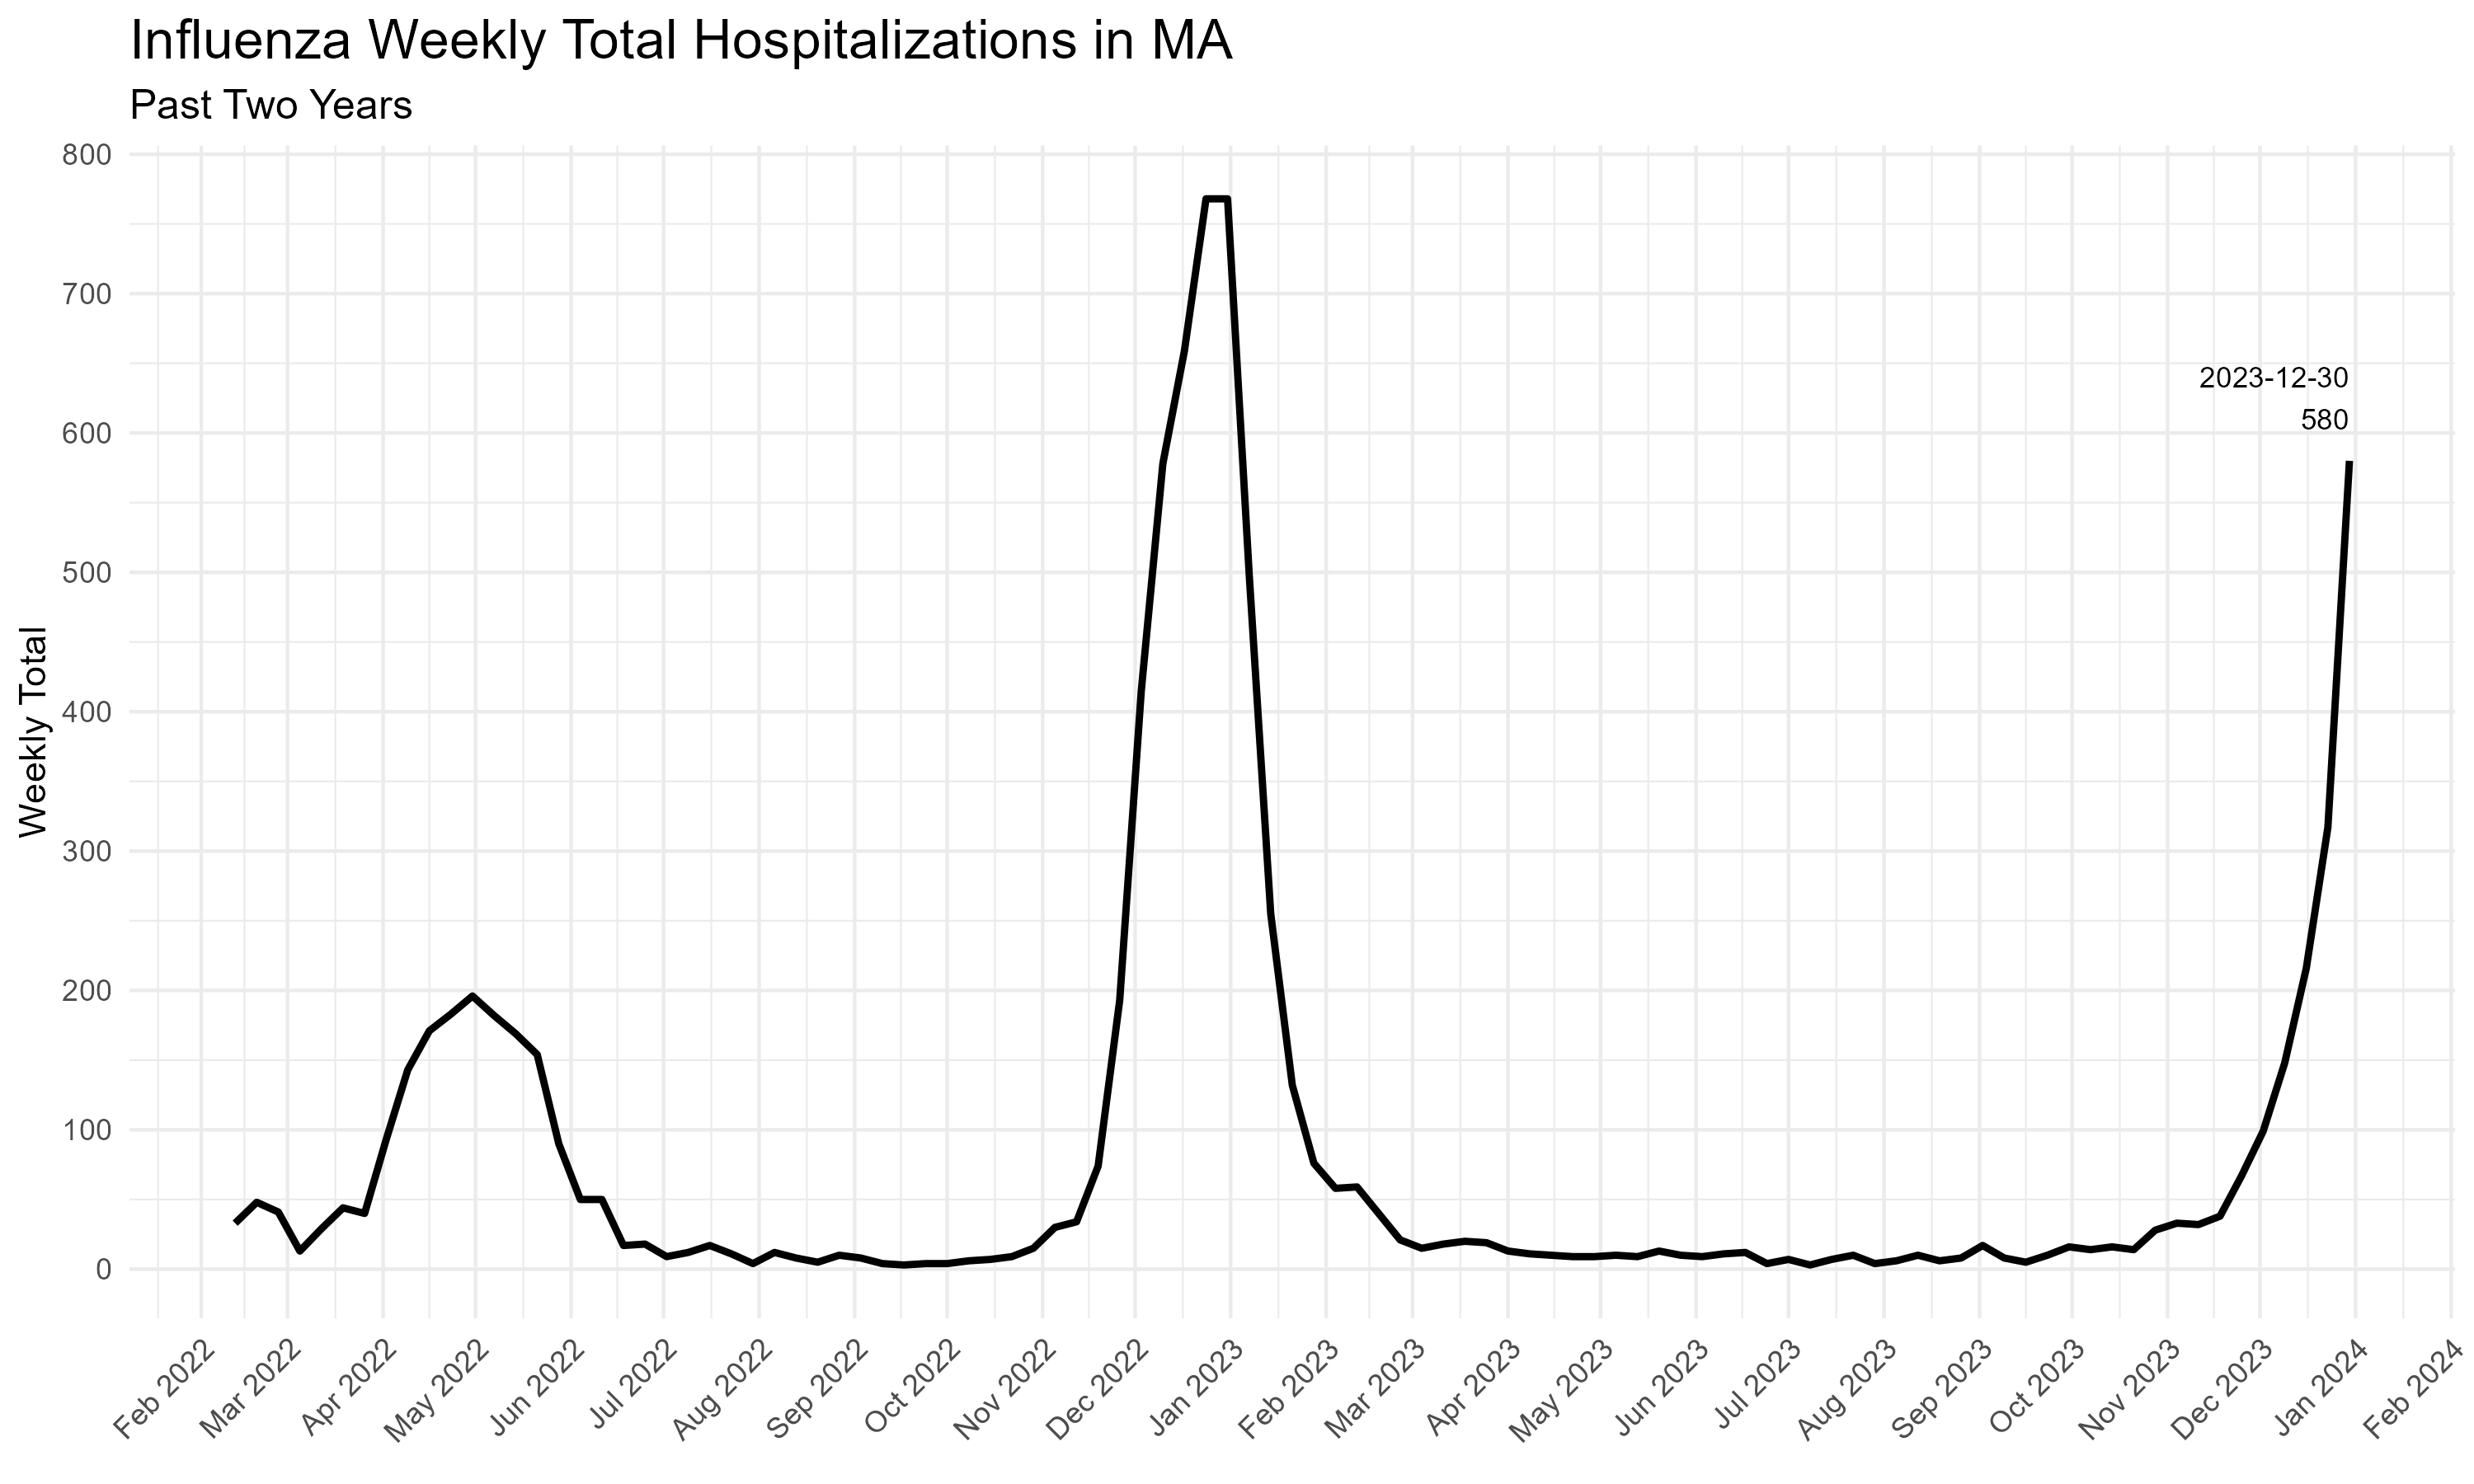 Influenza Weekly Total Hospitalizations in MA
Past Two Years
800
700
600
500
400
300
200
100
0
Weekly Total
2023-12-30
580
Feb 2022
Mar 2022
Apr 2022
May 2022
Jun 2022
Jul 2022
Aug 2022
Sep 2022
Oct 2022
Nov 2022
Dec 2022
Jan 2023
Feb 2023
Mar 2023
Apr 2023
May 2023
Jun 2023
Jul 2023
Aug 2023
Sep 2023
Oct 2023
Nov 2023
Dec 2023
Jan 2024
Feb 2024